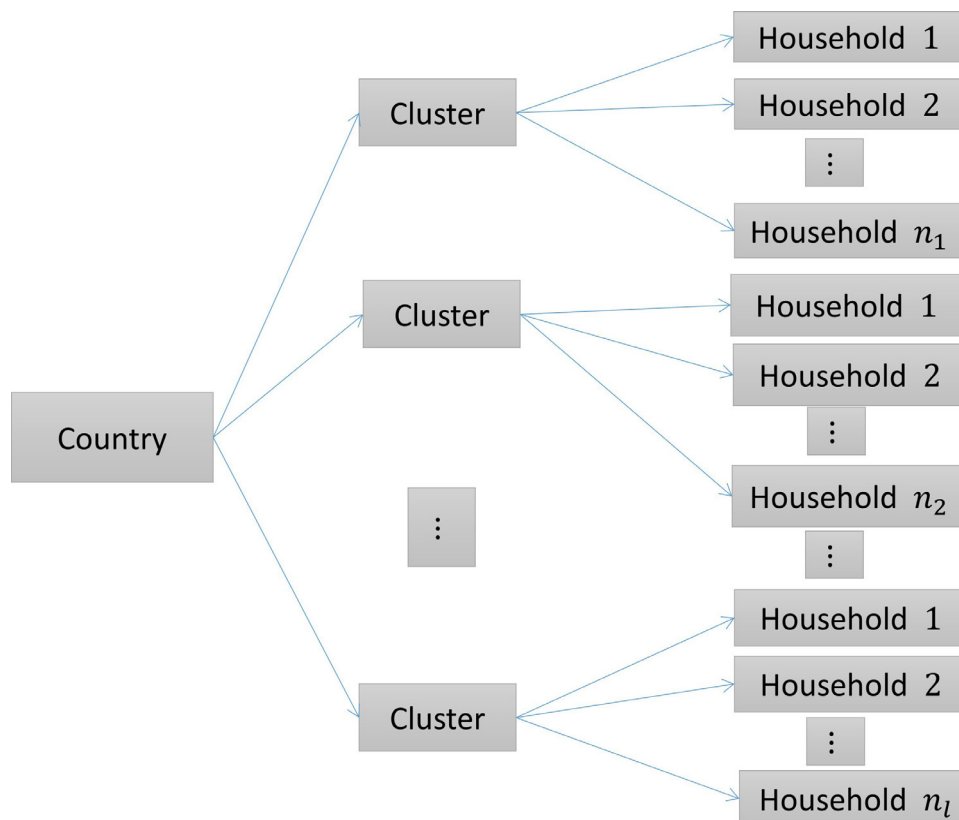 Country
Cluster
Household 1
Household 2
⋮
Household n₁
Cluster
Household 1
Household 2
⋮
Household n₂
⋮
⋮
Cluster
Household 1
Household 2
⋮
Household nₗ